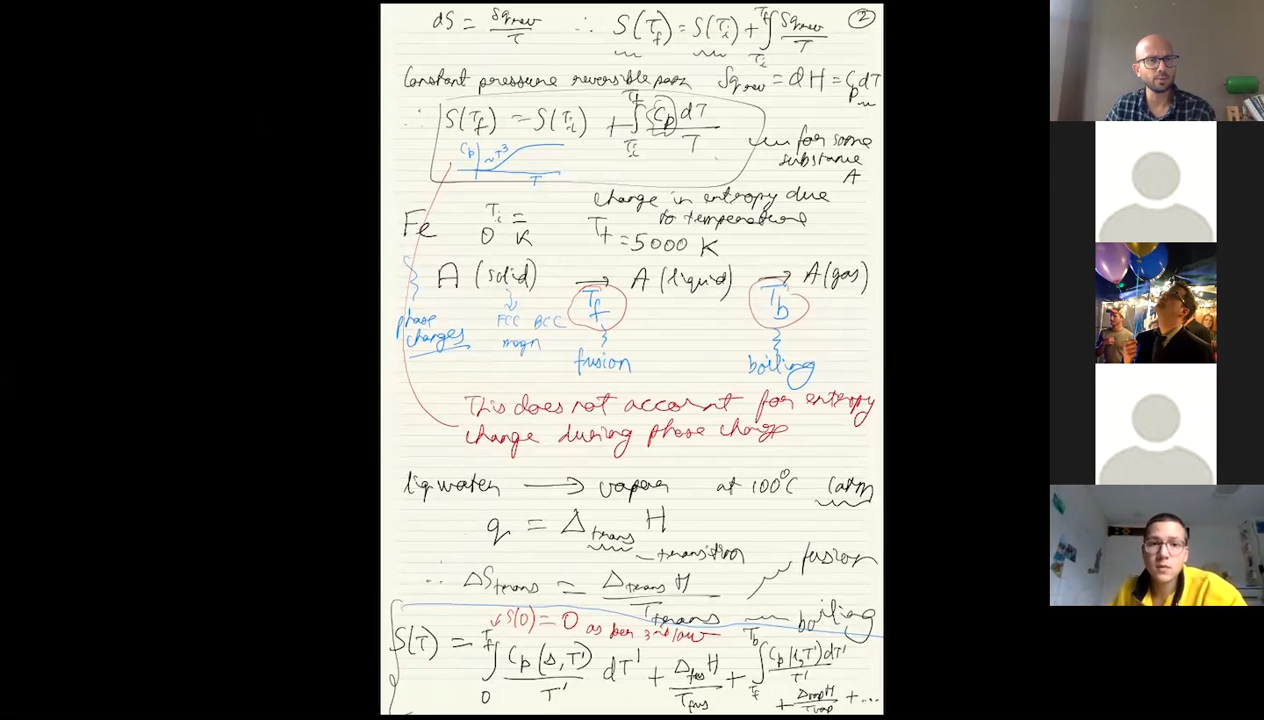 dS = δq_rev / T ∴ S(T_f) = S(T_i) + ∫_{T_i}^{T_f} δq_rev / T ②
Constant pressure reversible δq_rev = dH = C_p dT
∴ S(T_f) = S(T_i) + ∫_{T_i}^{T_f} C_p dT / T
for some
substance
A
C_p ~T³
T
change in entropy due
to temperature
Fe T_i = 0 K T_f = 5000 K
A (solid) → A (liquid) → A (gas)
T_f T_b
phase FCC BCC
changes magn
fusion boiling
This does not account for entropy
change during phase change
liq water → vapour at 100°C 1 atm
q = Δ_trans H
transition
∴ ΔS_trans = Δ_trans H / T_trans
fusion
boiling
S(0) = 0 as per 3rd law
S(T) = ∫_0^{T_f} C_p(s,T') / T' dT' + Δ_fus H / T_fus + ∫_{T_f}^{T_b} C_p(l,T') dT' / T'
+ Δ_vap H / T_vap + ...